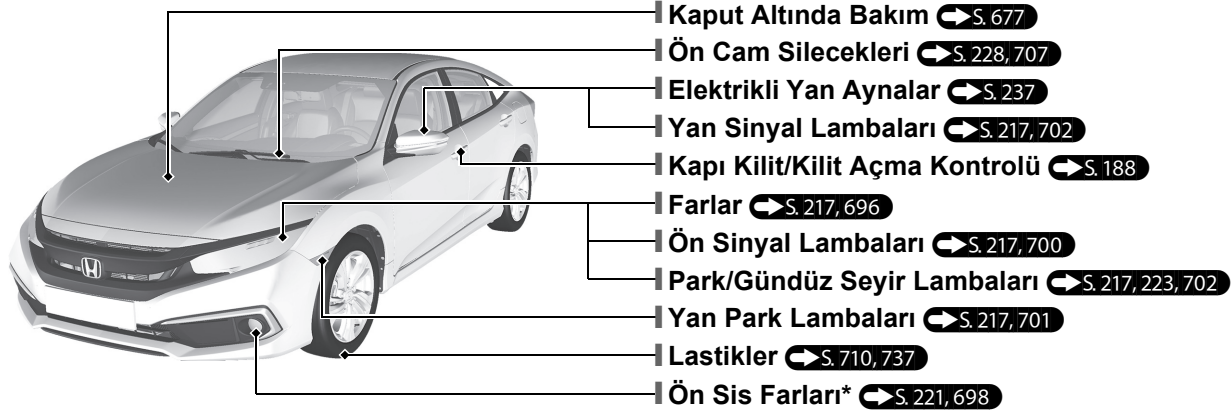 Kaput Altında Bakım S. 677
Ön Cam Silecekleri S. 228, 707
Elektrikli Yan Aynalar S. 237
Yan Sinyal Lambaları S. 217, 702
Kapı Kilit/Kilit Açma Kontrolü S. 188
Farlar S. 217, 696
Ön Sinyal Lambaları S. 217, 700
Park/Gündüz Seyir Lambaları S. 217, 223, 702
Yan Park Lambaları S. 217, 701
Lastikler S. 710, 737
Ön Sis Farları* S. 221, 698